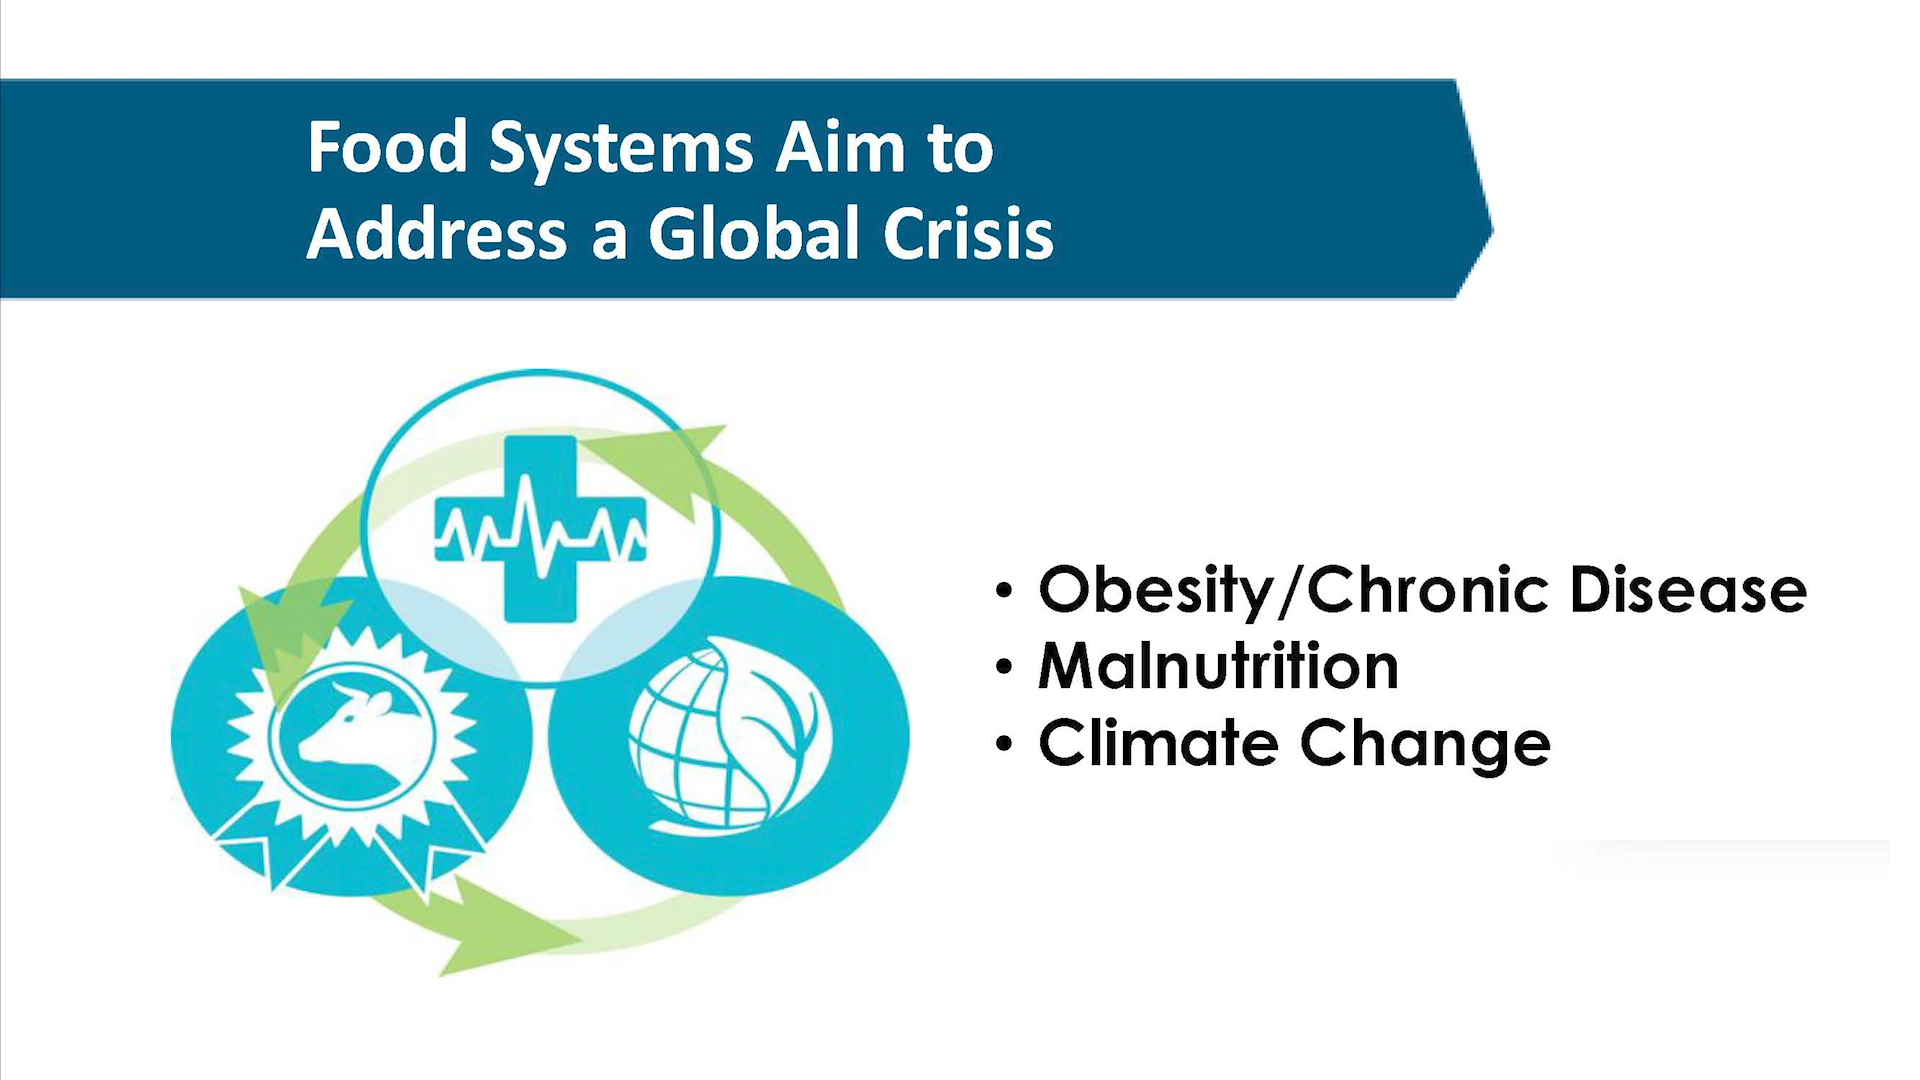 Food Systems Aim to
Address a Global Crisis
• Obesity/Chronic Disease
• Malnutrition
• Climate Change